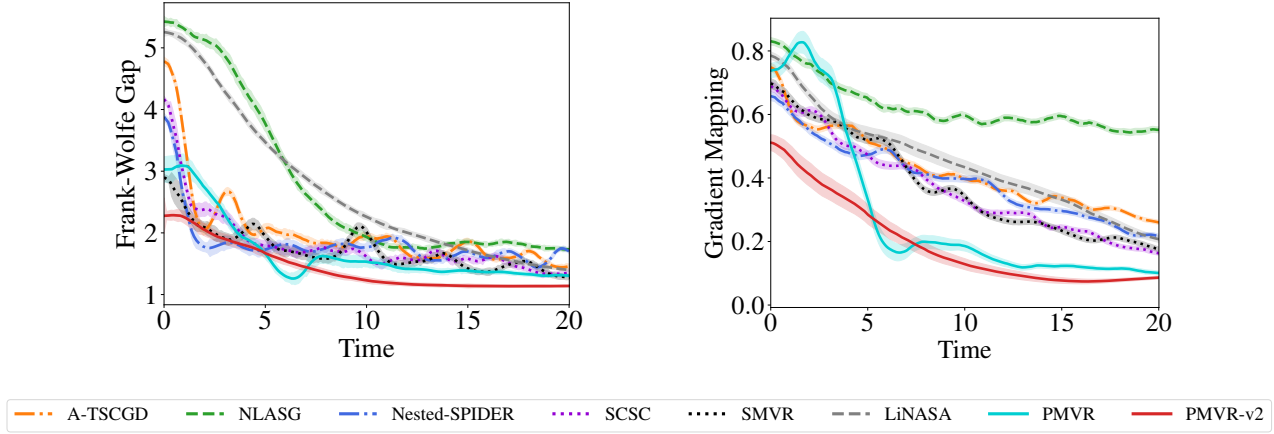 Frank-Wolfe Gap
5
4
3
2
1
0
5
10
15
20
Time
Gradient Mapping
0.8
0.6
0.4
0.2
0.0
0
5
10
15
20
Time
A-TSCGD
NLASG
Nested-SPIDER
SCSC
SMVR
LiNASA
PMVR
PMVR-v2